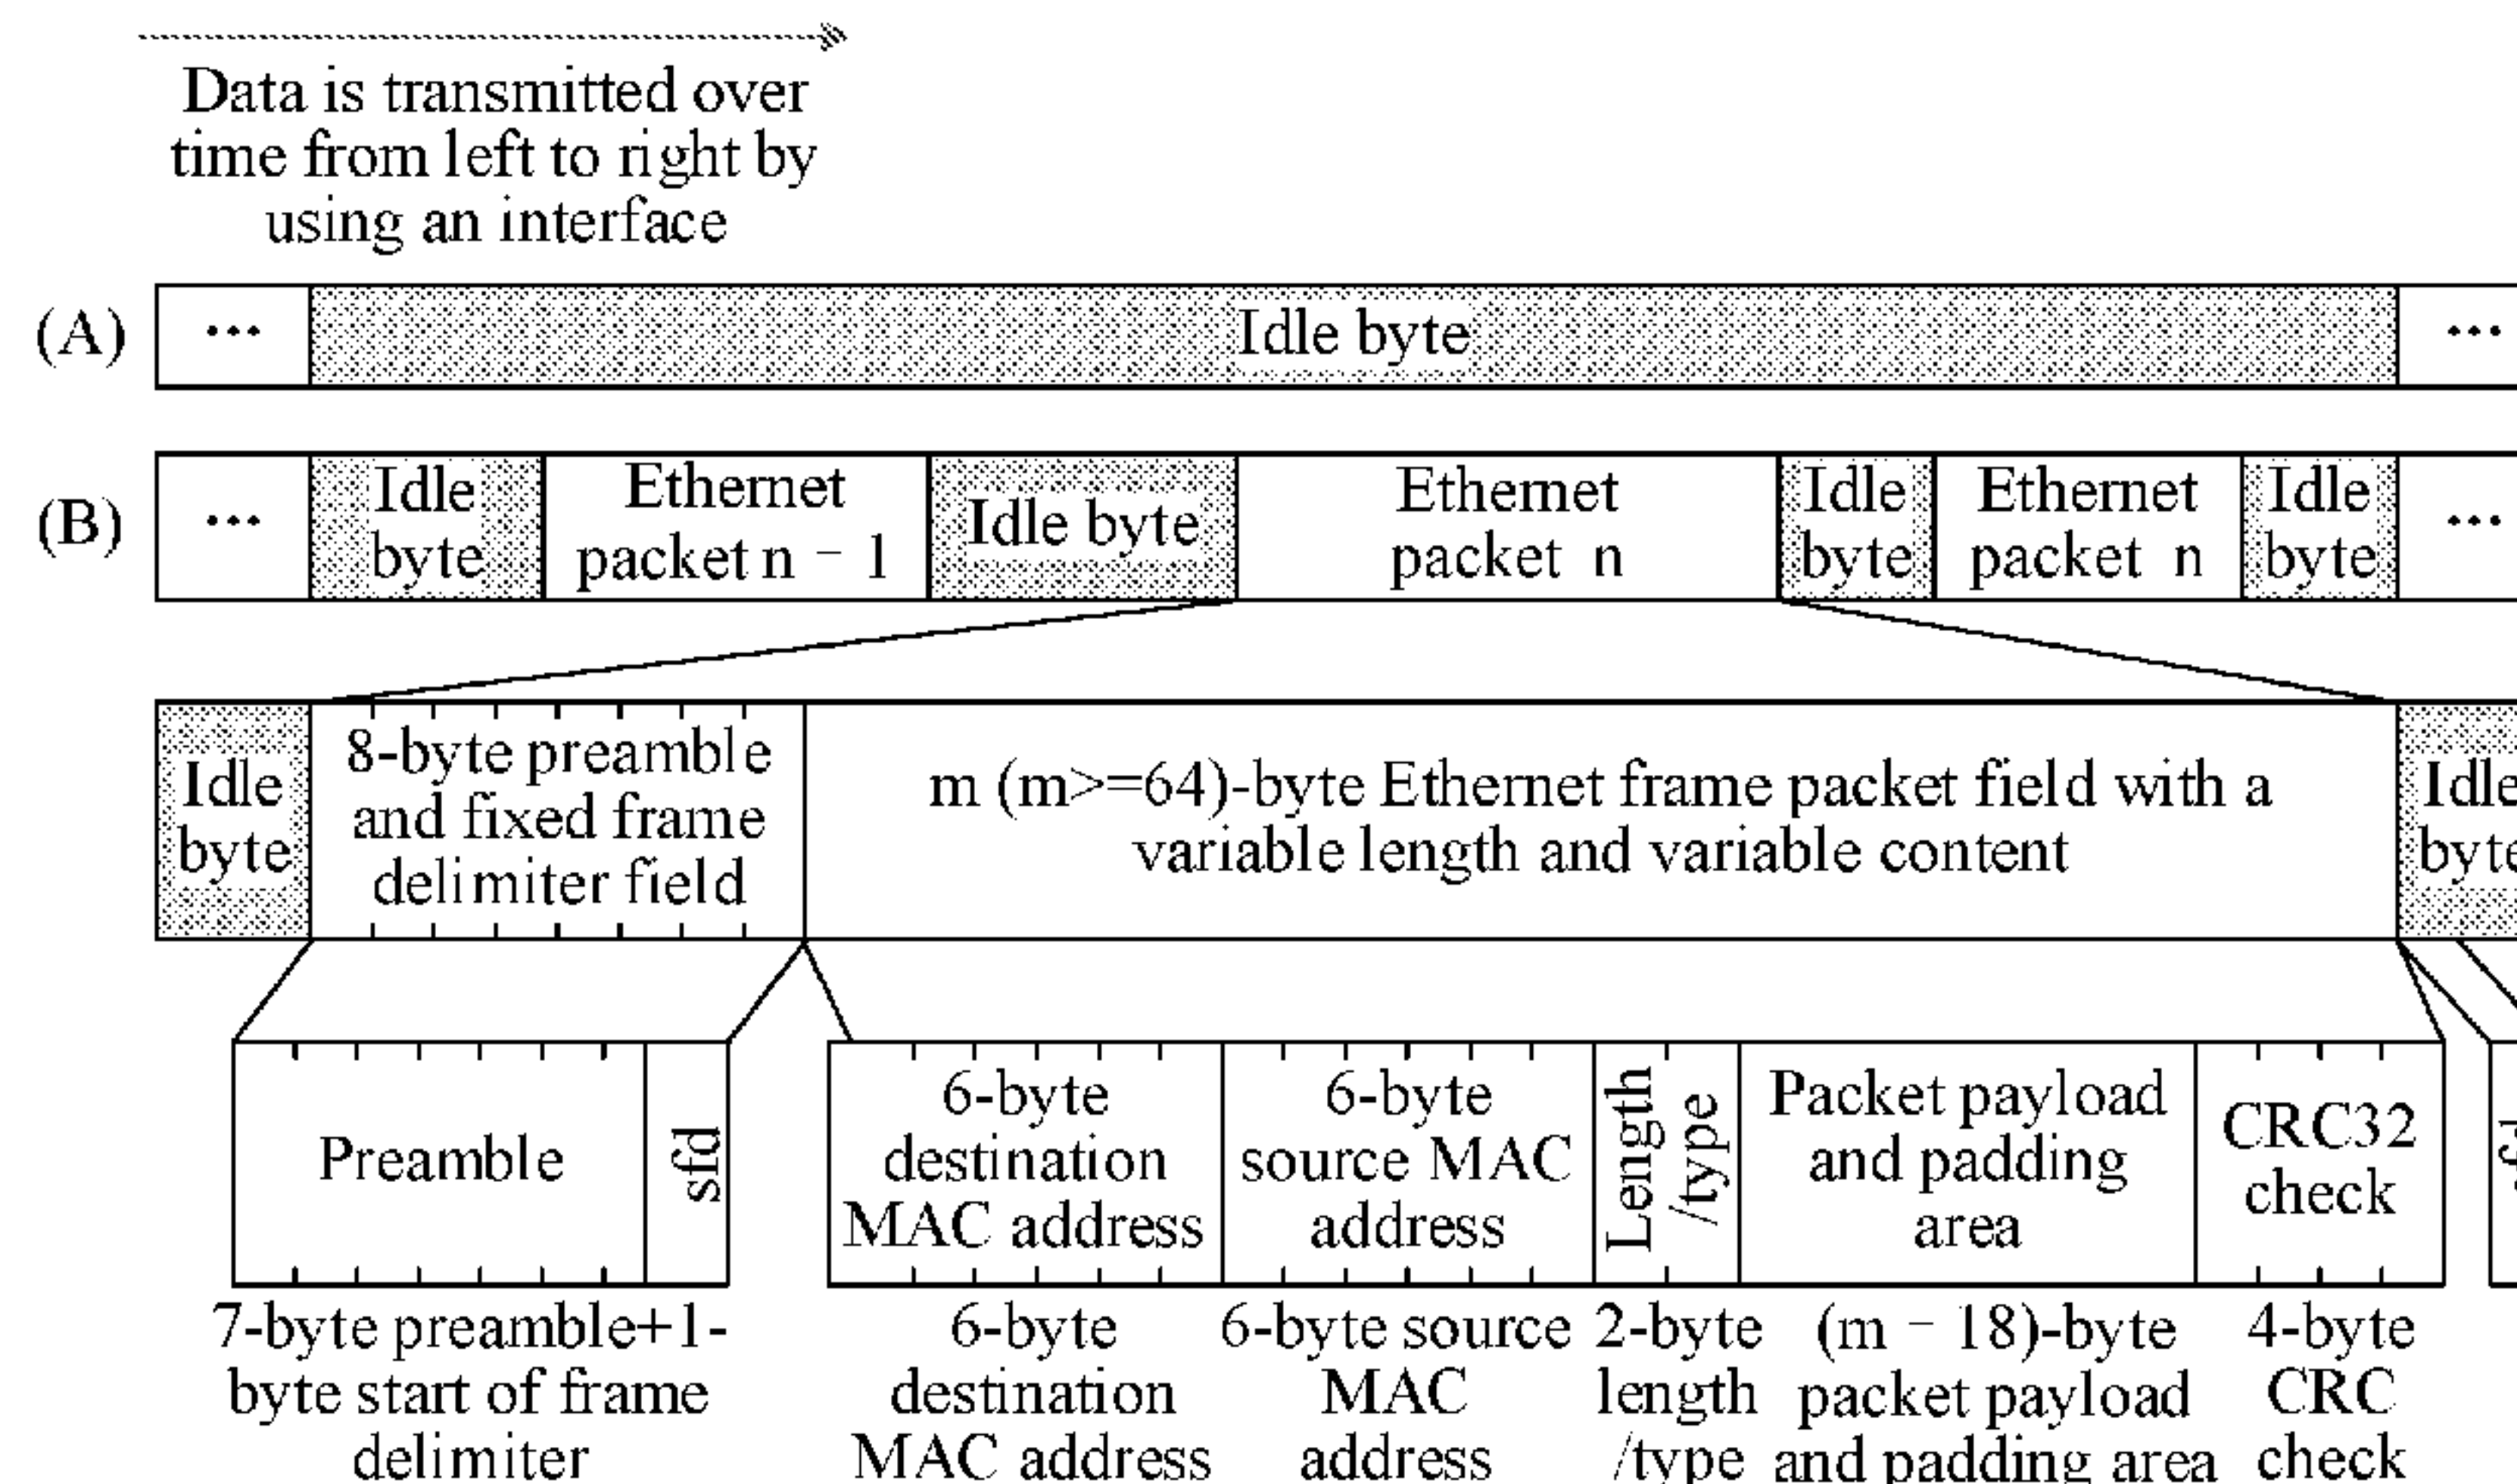 Data is transmitted over
time from left to right by
using an interface
(A)
...
Idle byte
...
(B)
...
Idle
byte
Ethernet
packet n - 1
Idle byte
Ethernet
packet n
Idle
byte
Ethernet
packet n
Idle
byte
...
Idle
byte
8-byte preamble
and fixed frame
delimiter field
m (m>=64)-byte Ethernet frame packet field with a
variable length and variable content
Idle
byte
Preamble
sfd
6-byte
destination
MAC address
6-byte
source MAC
address
Length
/type
Packet payload
and padding
area
CRC32
check
7-byte preamble+1-
byte start of frame
delimiter
6-byte
destination
MAC address
6-byte source
MAC
address
2-byte
length
/type
(m - 18)-byte
packet payload
and padding area
4-byte
CRC
check